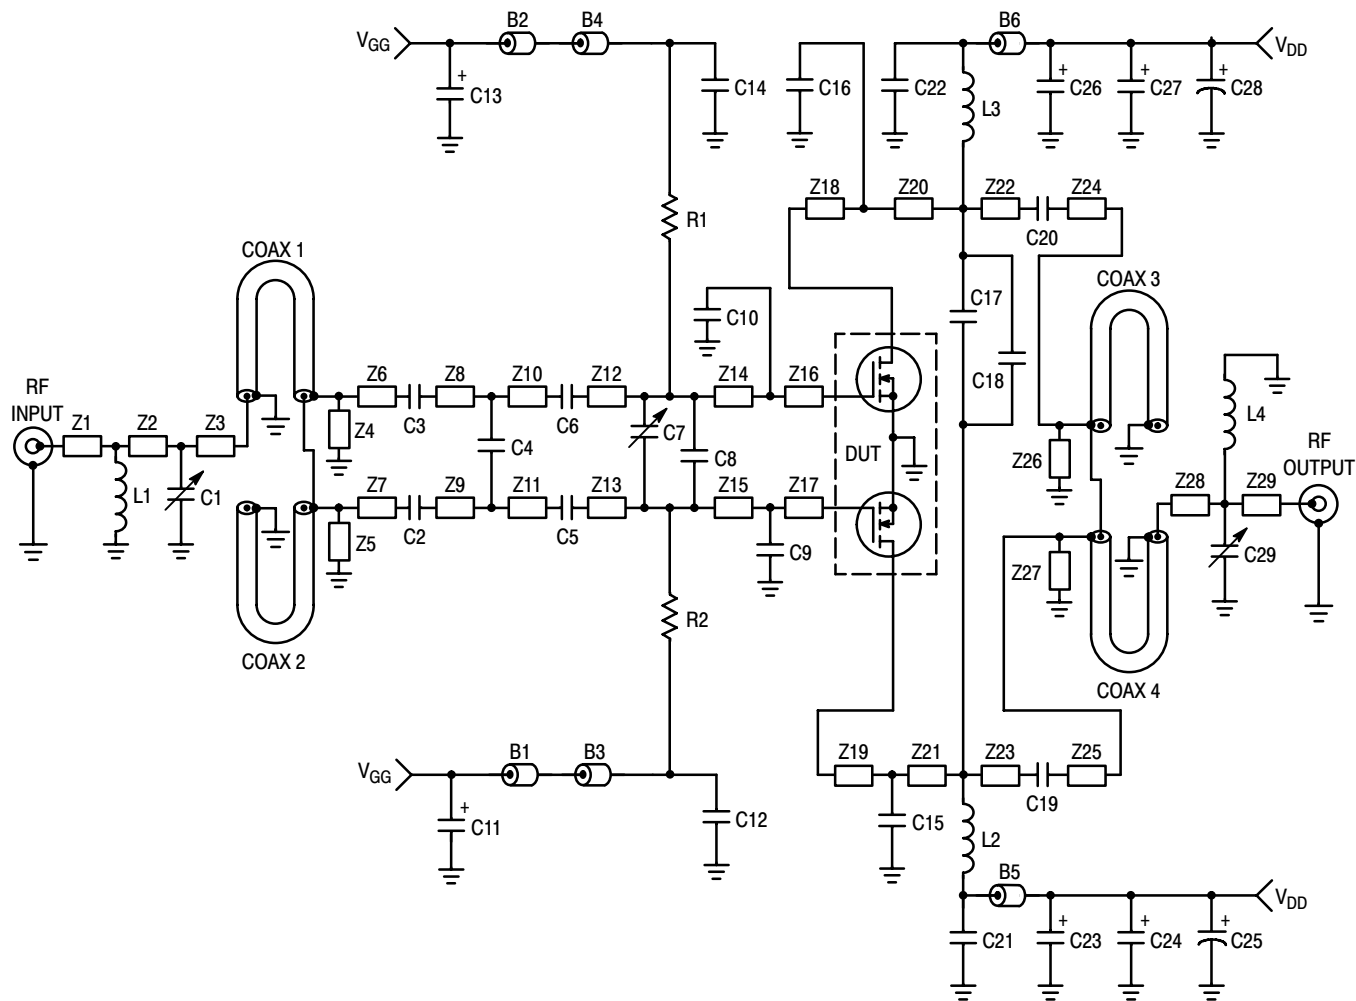 B2 B4 B6
VGG VDD
+ C13 C14 C16 C22 + C26 + C27 + C28
L3
Z18 Z20 Z22 Z24
R1 C20
COAX 1 COAX 3
C10 C17
C18
RF
INPUT
Z6 Z8 Z10 Z12 Z14 Z16
Z1 Z2 Z3 C3 C6 L4
Z4 C4 C7 C8 DUT
RF
OUTPUT
Z26
L1 C1 Z7 Z9 Z11 Z13 Z15 Z17 Z28 Z29
Z5 C2 C5 C9 C29
Z27
R2
COAX 2 COAX 4
B1 B3 Z19 Z21 Z23 Z25
VGG
C19
+ C11 C12 C15 L2
B5
VDD
C21 + C23 + C24 + C25